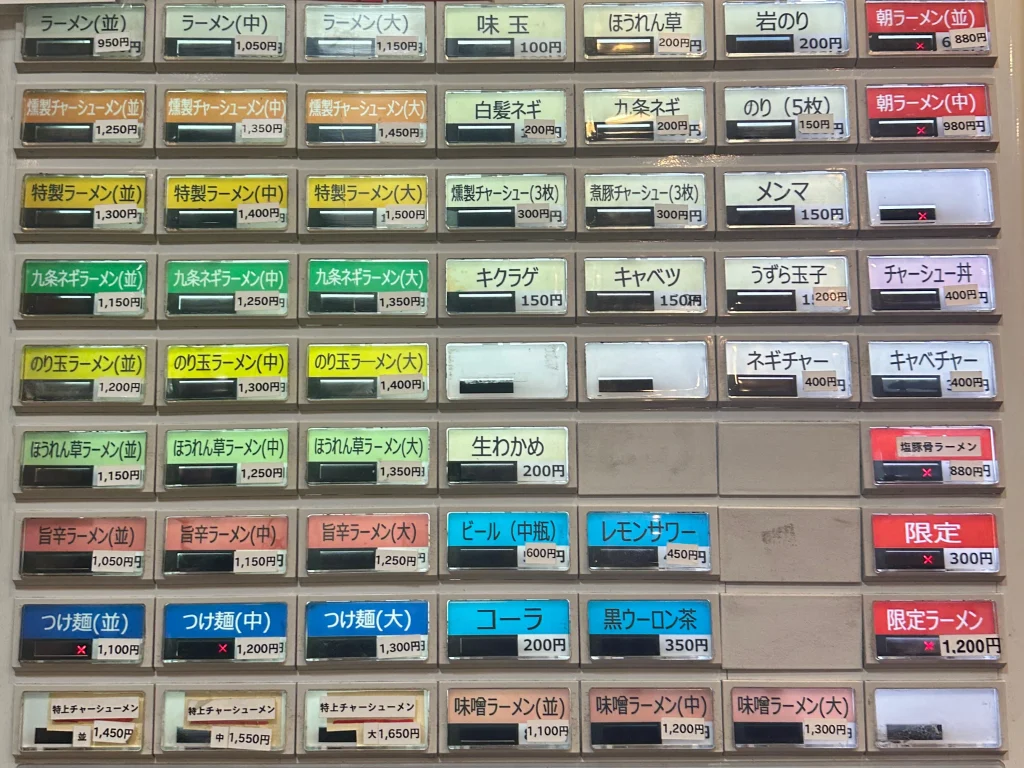 ラーメン(並)
950円
ラーメン(中)
1,050円
ラーメン(大)
1,150円
味玉
100円
ほうれん草
200円
岩のり
200円
朝ラーメン(並)
880円
燻製チャーシューメン(並)
1,250円
燻製チャーシューメン(中)
1,350円
燻製チャーシューメン(大)
1,450円
白髪ネギ
200円
九条ネギ
200円
のり(5枚)
150円
朝ラーメン(中)
980円
特製ラーメン(並)
1,300円
特製ラーメン(中)
1,400円
特製ラーメン(大)
1,500円
燻製チャーシュー(3枚)
300円
煮豚チャーシュー(3枚)
300円
メンマ
150円
九条ネギラーメン(並)
1,150円
九条ネギラーメン(中)
1,250円
九条ネギラーメン(大)
1,350円
キクラゲ
150円
キャベツ
150円
うずら玉子
200円
チャーシュー丼
400円
のり玉ラーメン(並)
1,200円
のり玉ラーメン(中)
1,300円
のり玉ラーメン(大)
1,400円
ネギチャー
400円
キャベチャー
400円
ほうれん草ラーメン(並)
1,150円
ほうれん草ラーメン(中)
1,250円
ほうれん草ラーメン(大)
1,350円
生わかめ
200円
塩豚骨ラーメン
880円
旨辛ラーメン(並)
1,050円
旨辛ラーメン(中)
1,150円
旨辛ラーメン(大)
1,250円
ビール(中瓶)
600円
レモンサワー
450円
限定
300円
つけ麺(並)
1,100円
つけ麺(中)
1,200円
つけ麺(大)
1,300円
コーラ
200円
黒ウーロン茶
350円
限定ラーメン
1,200円
特上チャーシューメン
並 1,450円
特上チャーシューメン
中 1,550円
特上チャーシューメン
大 1,650円
味噌ラーメン(並)
1,100円
味噌ラーメン(中)
1,200円
味噌ラーメン(大)
1,300円